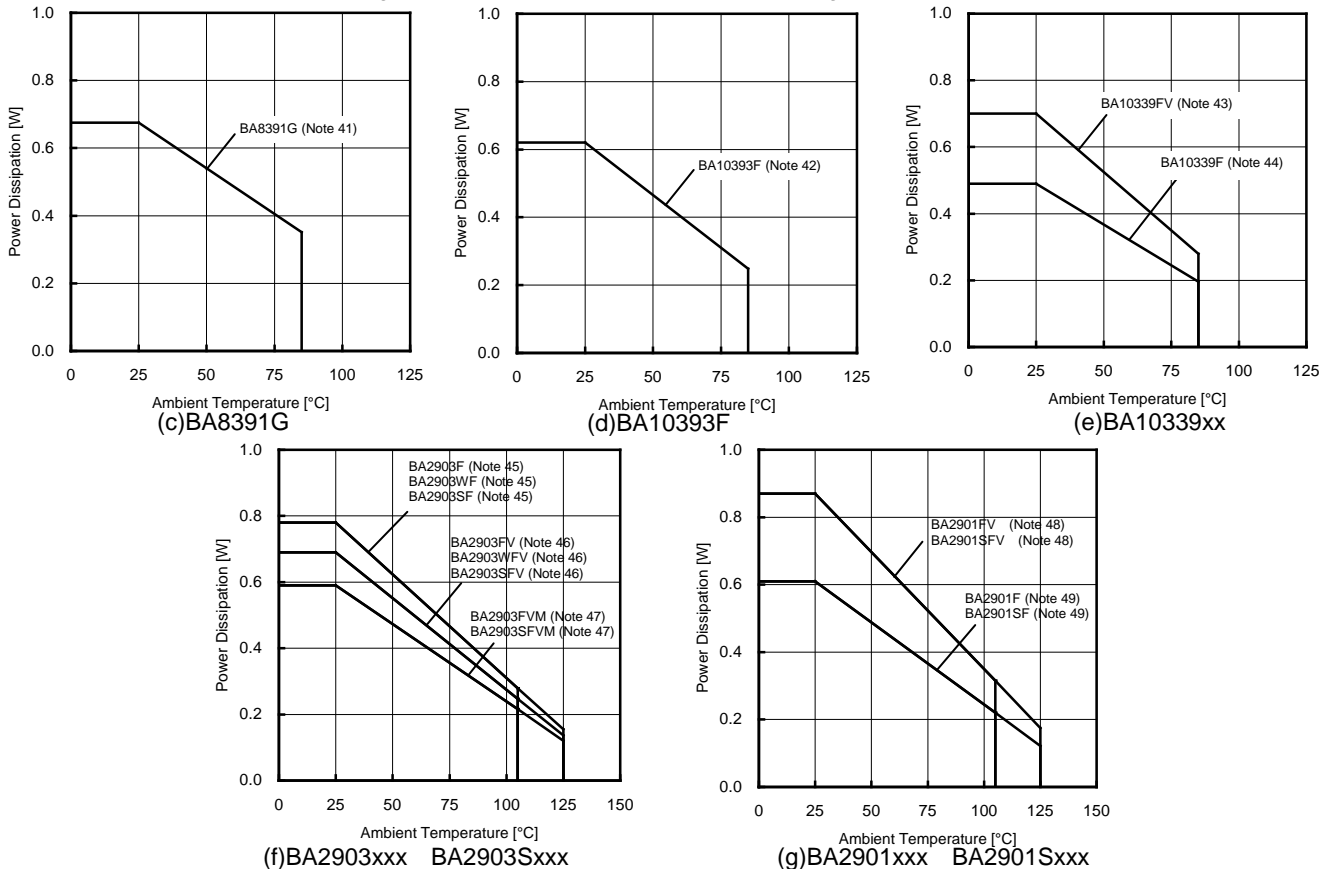 1.0
0.8
0.6
0.4
0.2
0.0
Power Dissipation [W]
BA8391G (Note 41)
0 25 50 75 100 125
Ambient Temperature [°C]
(c)BA8391G
1.0
0.8
0.6
0.4
0.2
0.0
Power Dissipation [W]
BA10393F (Note 42)
0 25 50 75 100 125
Ambient Temperature [°C]
(d)BA10393F
1.0
0.8
0.6
0.4
0.2
0.0
Power Dissipation [W]
BA10339FV (Note 43)
BA10339F (Note 44)
0 25 50 75 100 125
Ambient Temperature [°C]
(e)BA10339xx
1.0
0.8
0.6
0.4
0.2
0.0
Power Dissipation [W]
BA2903F (Note 45)
BA2903WF (Note 45)
BA2903SF (Note 45)
BA2903FV (Note 46)
BA2903WFV (Note 46)
BA2903SFV (Note 46)
BA2903FVM (Note 47)
BA2903SFVM (Note 47)
0 25 50 75 100 125 150
Ambient Temperature [°C]
(f)BA2903xxx BA2903Sxxx
1.0
0.8
0.6
0.4
0.2
0.0
Power Dissipation [W]
BA2901FV (Note 48)
BA2901SFV (Note 48)
BA2901F (Note 49)
BA2901SF (Note 49)
0 25 50 75 100 125 150
Ambient Temperature [°C]
(g)BA2901xxx BA2901Sxxx